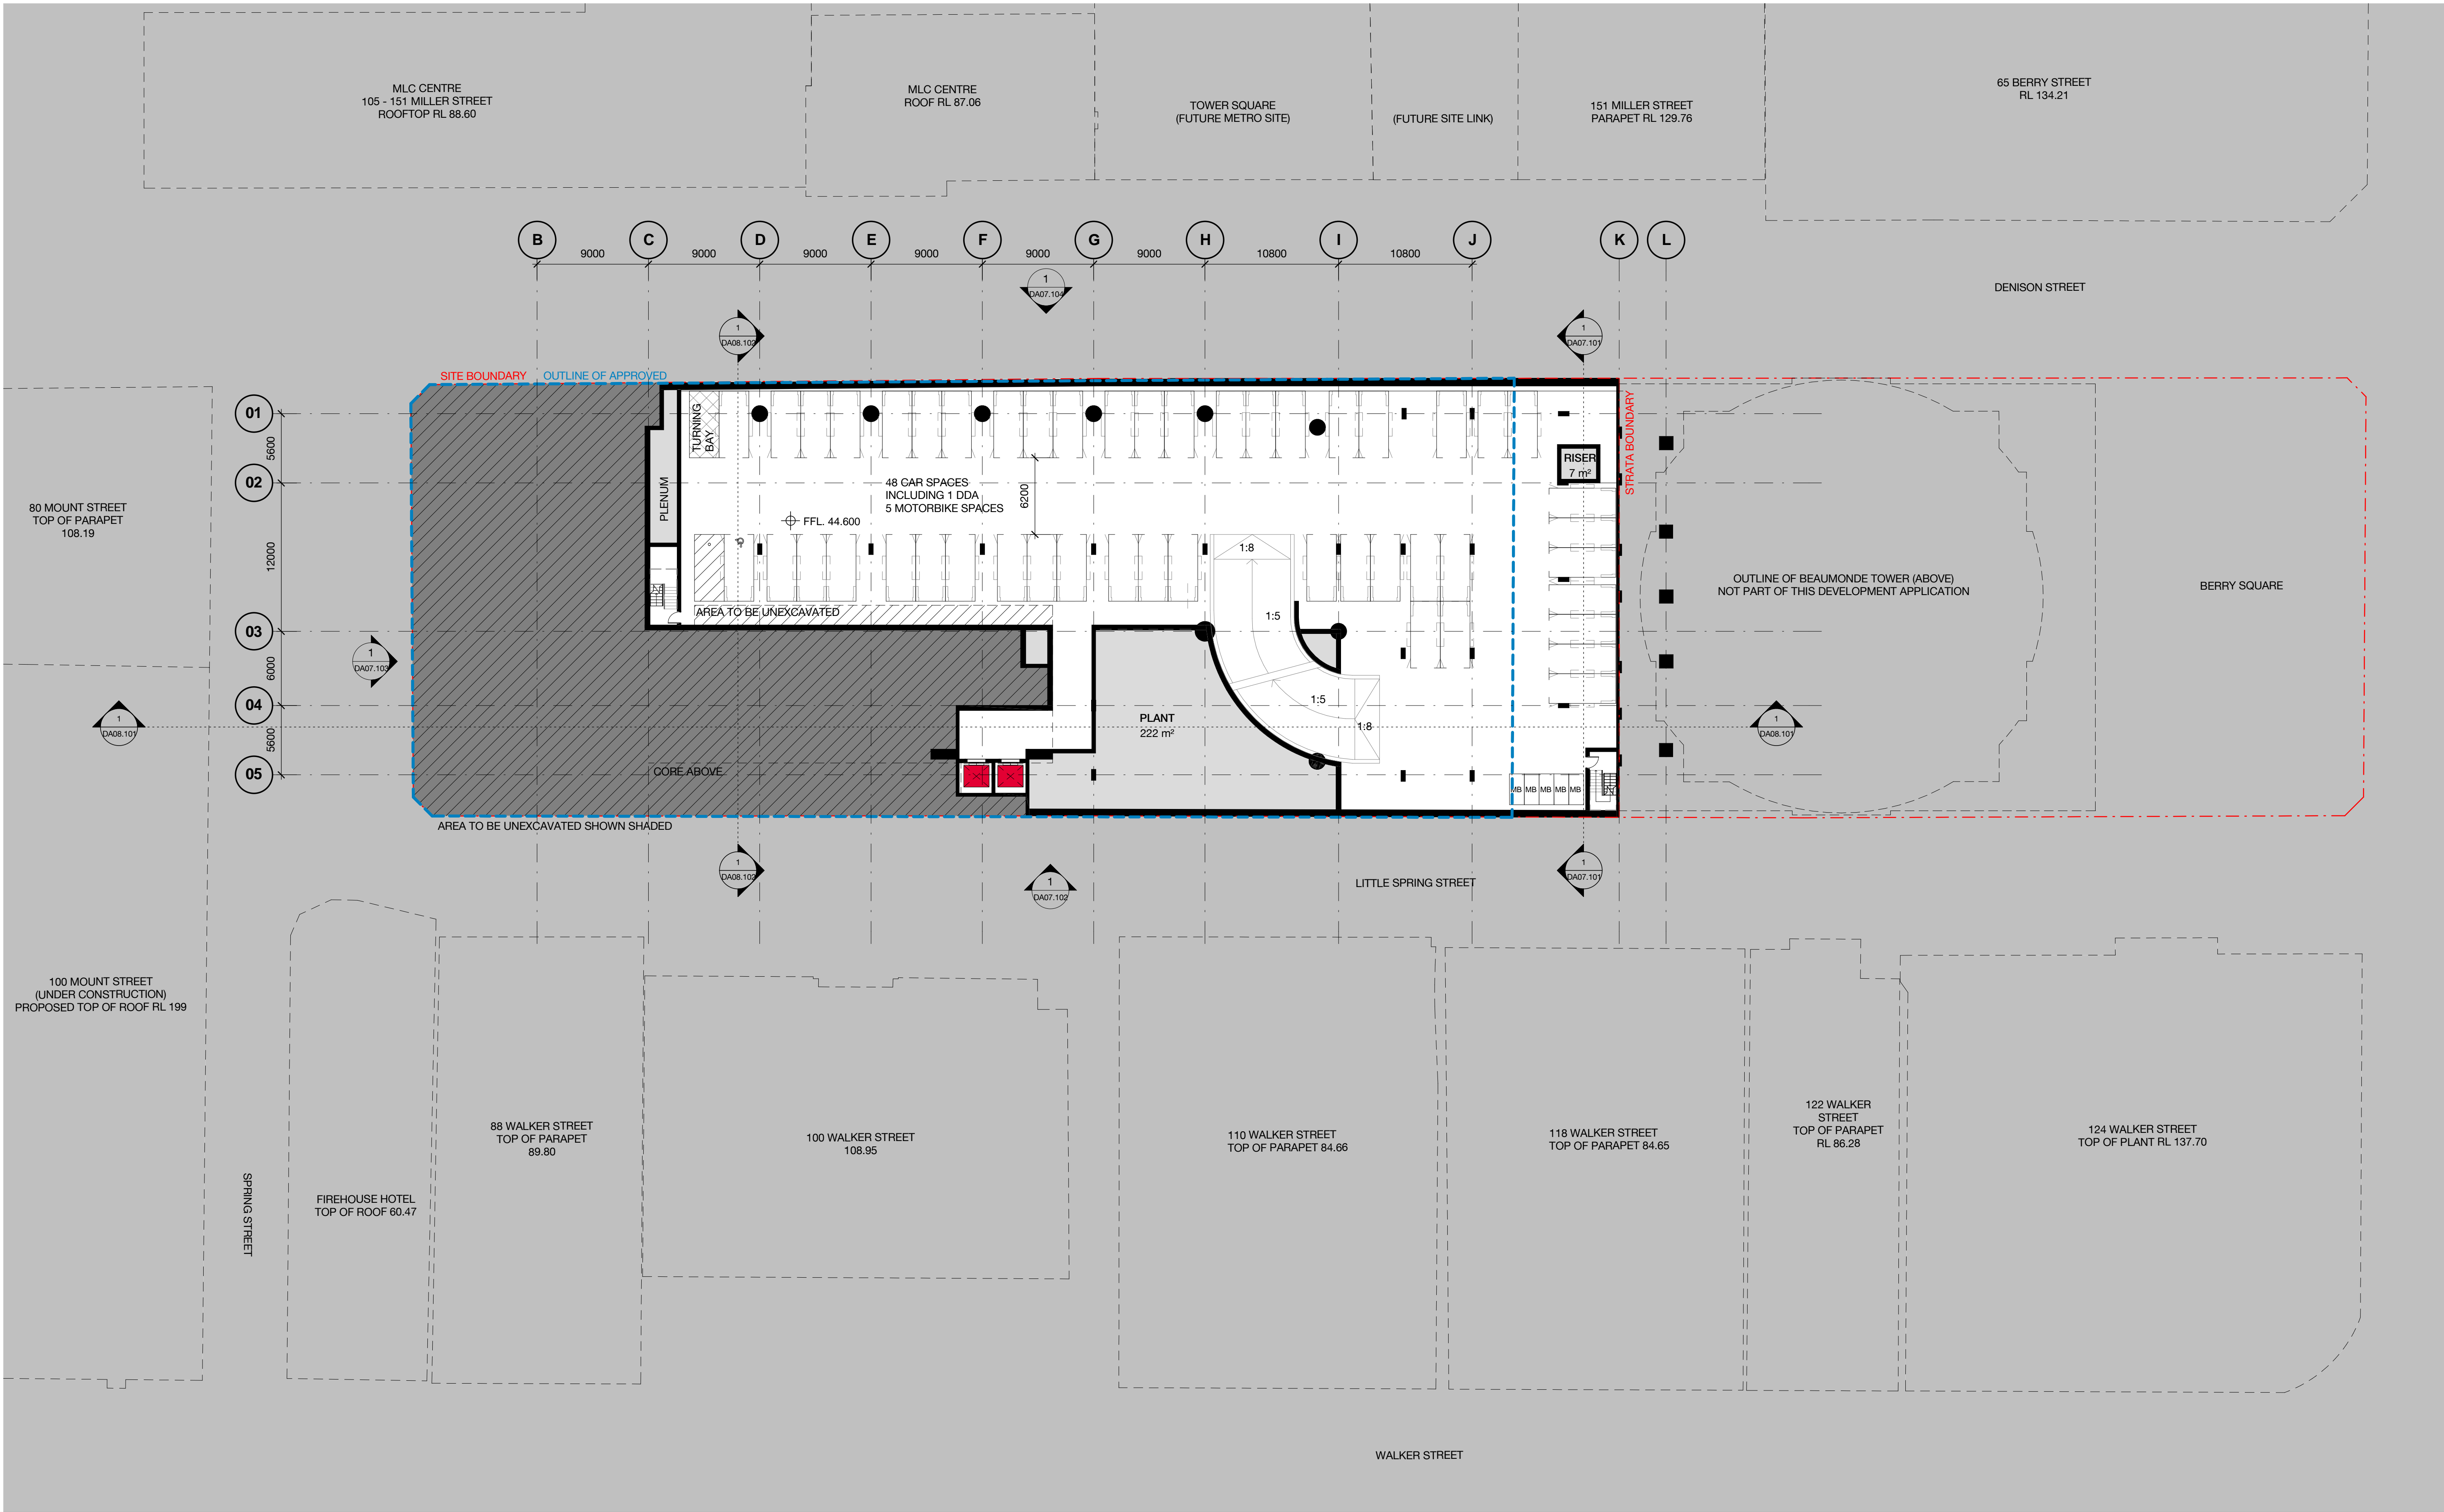 MLC CENTRE
105 - 151 MILLER STREET
ROOFTOP RL 88.60
MLC CENTRE
ROOF RL 87.06
TOWER SQUARE
(FUTURE METRO SITE)
(FUTURE SITE LINK)
151 MILLER STREET
PARAPET RL 129.76
65 BERRY STREET
RL 134.21
B
C
D
E
F
G
H
I
J
K
L
9000
9000
9000
9000
9000
9000
10800
10800
1
DA07.104
DENISON STREET
1
DA08.102
1
DA07.101
SITE BOUNDARY
OUTLINE OF APPROVED
01
02
03
04
05
5600
12000
6000
5600
TURNING
BAY
PLENUM
48 CAR SPACES
INCLUDING 1 DDA
5 MOTORBIKE SPACES
6200
FFL. 44.600
RISER
7 m²
STRATA BOUNDARY
80 MOUNT STREET
TOP OF PARAPET
108.19
1:8
1:5
1:5
1:8
AREA TO BE UNEXCAVATED
OUTLINE OF BEAUMONDE TOWER (ABOVE)
NOT PART OF THIS DEVELOPMENT APPLICATION
BERRY SQUARE
1
DA07.103
1
DA08.101
PLANT
222 m²
1
DA08.101
CORE ABOVE
MB
MB
MB
MB
MB
AREA TO BE UNEXCAVATED SHOWN SHADED
1
DA08.102
1
DA07.102
LITTLE SPRING STREET
1
DA07.101
100 MOUNT STREET
(UNDER CONSTRUCTION)
PROPOSED TOP OF ROOF RL 199
SPRING STREET
FIREHOUSE HOTEL
TOP OF ROOF 60.47
88 WALKER STREET
TOP OF PARAPET
89.80
100 WALKER STREET
108.95
110 WALKER STREET
TOP OF PARAPET 84.66
118 WALKER STREET
TOP OF PARAPET 84.65
122 WALKER
STREET
TOP OF PARAPET
RL 86.28
124 WALKER STREET
TOP OF PLANT RL 137.70
WALKER STREET